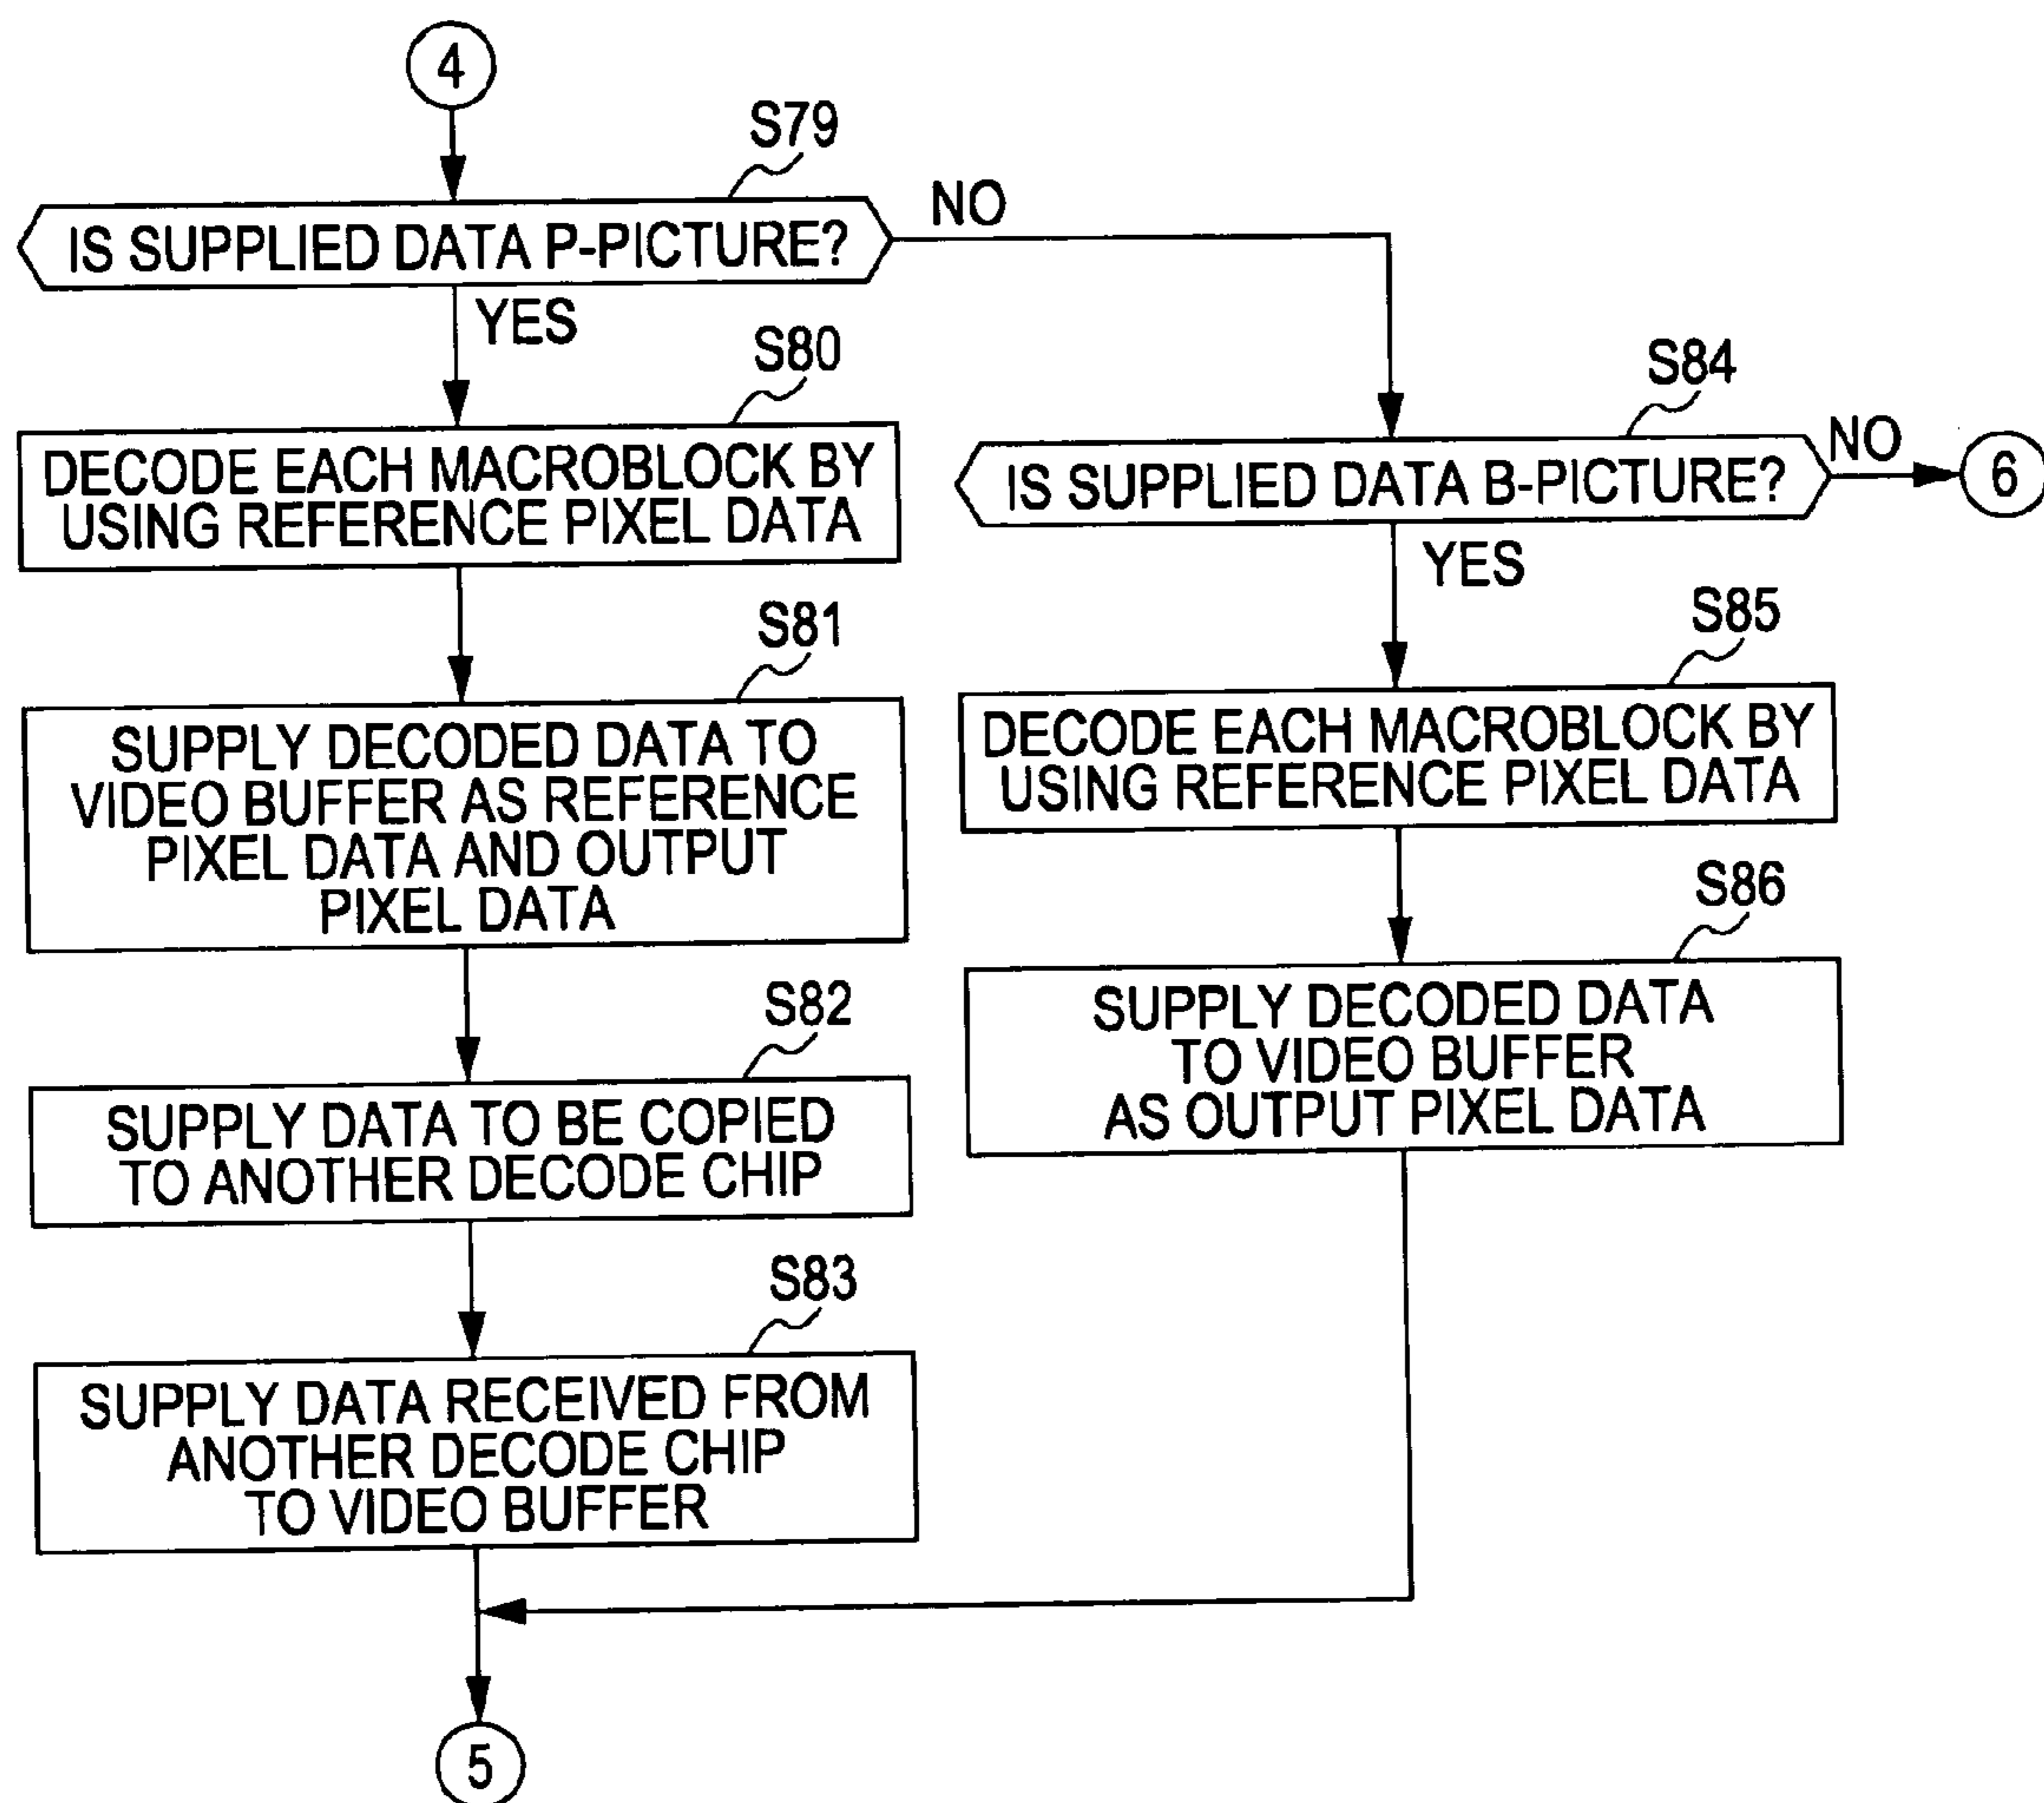 4
S79
IS SUPPLIED DATA P-PICTURE?
NO
YES
S80
DECODE EACH MACROBLOCK BY
USING REFERENCE PIXEL DATA
S81
SUPPLY DECODED DATA TO
VIDEO BUFFER AS REFERENCE
PIXEL DATA AND OUTPUT
PIXEL DATA
S82
SUPPLY DATA TO BE COPIED
TO ANOTHER DECODE CHIP
S83
SUPPLY DATA RECEIVED FROM
ANOTHER DECODE CHIP
TO VIDEO BUFFER
S84
IS SUPPLIED DATA B-PICTURE?
NO
6
YES
S85
DECODE EACH MACROBLOCK BY
USING REFERENCE PIXEL DATA
S86
SUPPLY DECODED DATA
TO VIDEO BUFFER
AS OUTPUT PIXEL DATA
5